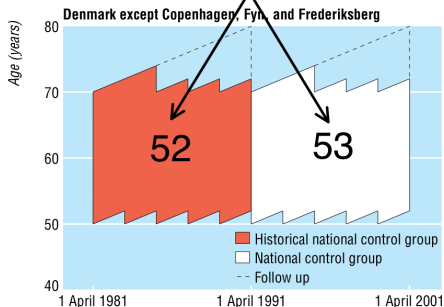 Denmark except Copenhagen, Fyn, and Frederiksberg
Age (years)
80
70
60
50
40
52
53
Historical national control group
National control group
Follow up
1 April 1981
1 April 1991
1 April 2001